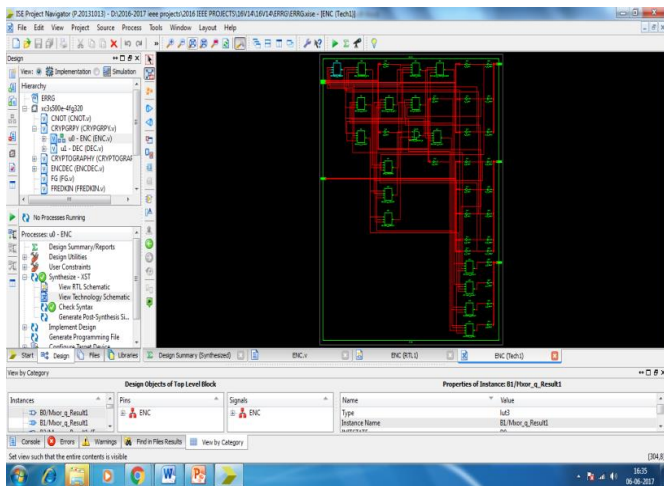 ISE Project Navigator (P.20131013) - D:\2016-2017 ieee projects\2016 IEEE PROJECTS\16V14\16V14\ERRG\ERRG.xise - [ENC (Tech1)]
File Edit View Project Source Process Tools Window Layout Help
Design
View: Implementation Simulation
Hierarchy
ERRG
xc3s500e-4fg320
CNOT (CNOT.v)
CRYPGRPY (CRYPGRPY.v)
u0 - ENC (ENC.v)
u1 - DEC (DEC.v)
CRYPTOGRAPHY (CRYPTOGRAP
ENCDEC (ENCDEC.v)
FG (FG.v)
FREDKIN (FREDKIN.v)
No Processes Running
Processes: u0 - ENC
Design Summary/Reports
Design Utilities
User Constraints
Synthesize - XST
View RTL Schematic
View Technology Schematic
Check Syntax
Generate Post-Synthesis Si...
Implement Design
Generate Programming File
Configure Target Device
Start Design Files Libraries Design Summary (Synthesized) ENC.v ENC (RTL1) ENC (Tech1)
View by Category
Design Objects of Top Level Block Properties of Instance: B1/Mxor_q_Result1
Instances Pins Signals Name Value
B0/Mxor_q_Result1 ENC ENC Type lut3
B1/Mxor_q_Result1 Instance Name B1/Mxor_q_Result1
Console Errors Warnings Find in Files Results View by Category
Set view such that the entire contents is visible [304,8]
16:35
06-06-2017